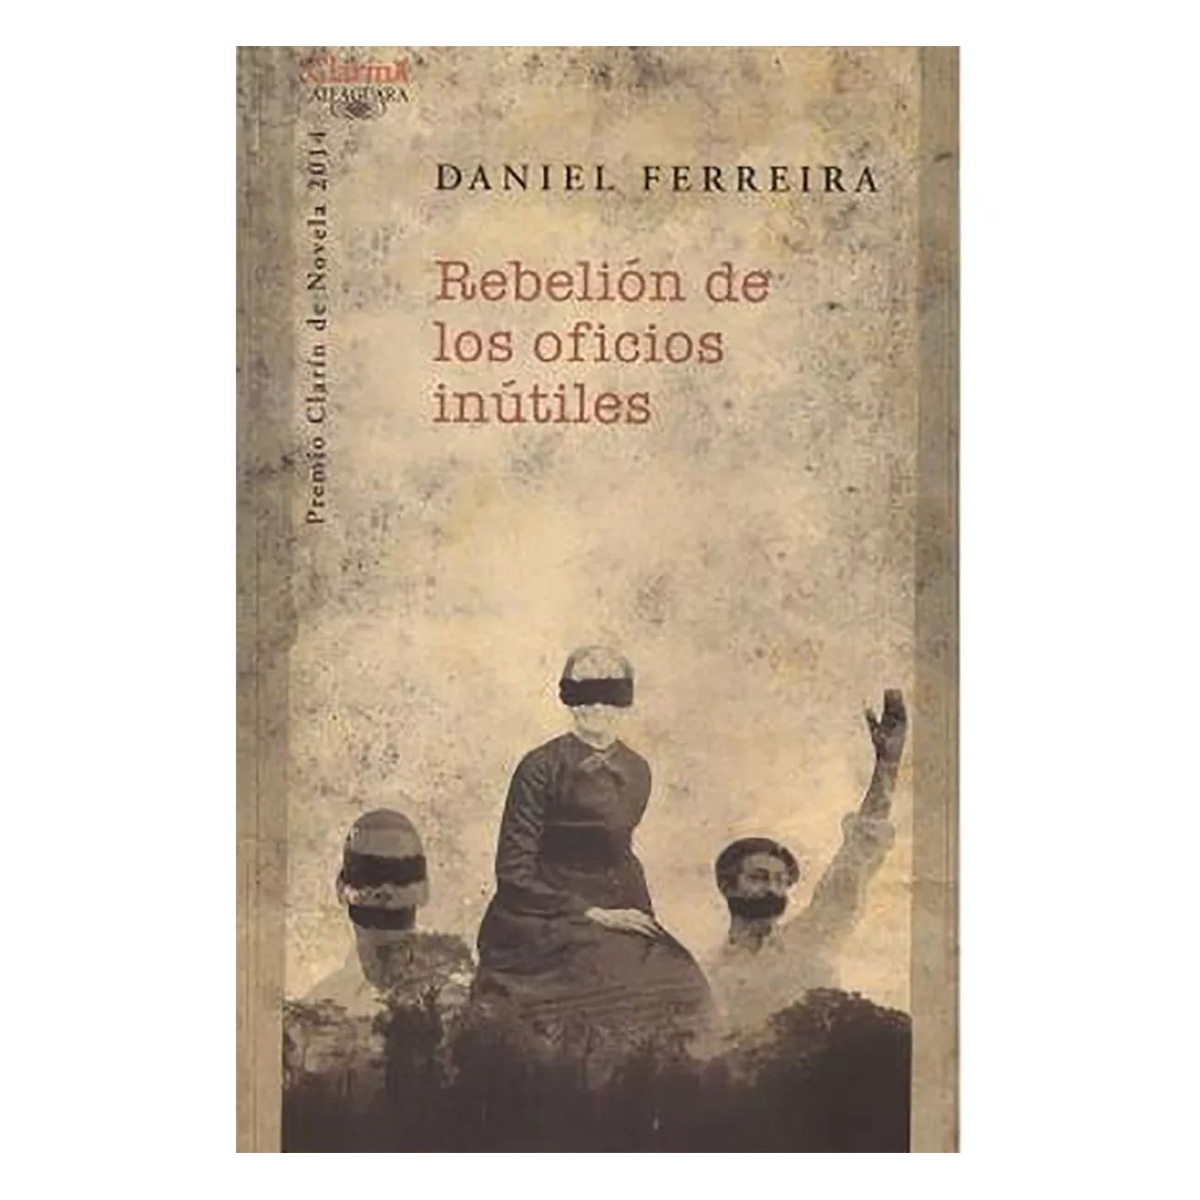 Clarín
ALFAGUARA
Premio Clarín de Novela 2014
DANIEL FERREIRA
Rebelión de
los oficios
inútiles